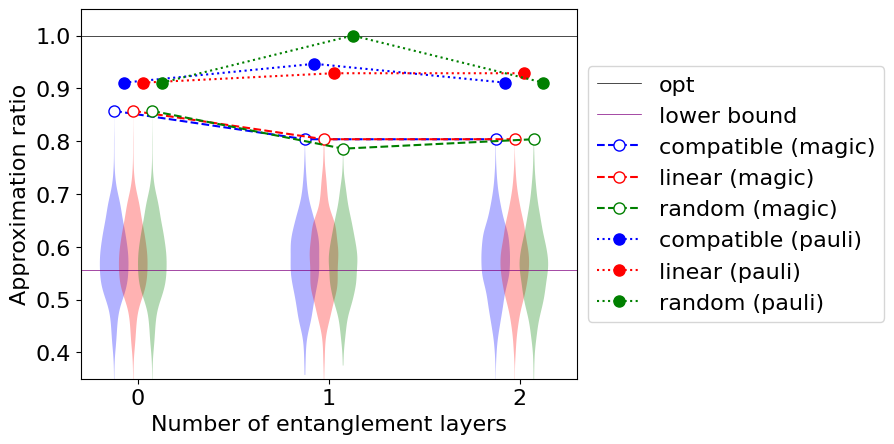 Approximation ratio
1.0
0.9
0.8
0.7
0.6
0.5
0.4
0
1
2
Number of entanglement layers
opt
lower bound
compatible (magic)
linear (magic)
random (magic)
compatible (pauli)
linear (pauli)
random (pauli)